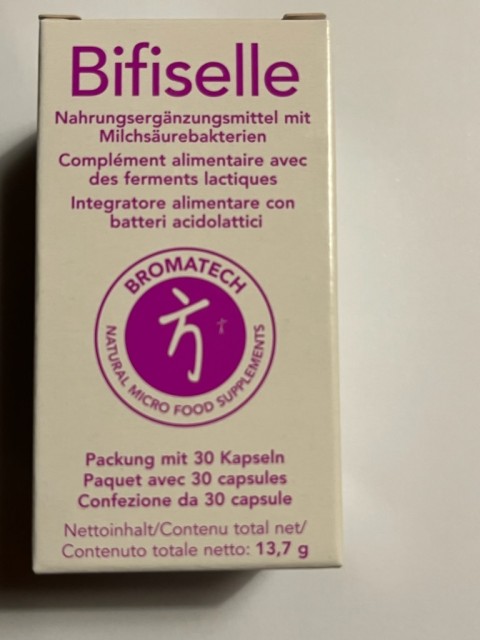 Bifiselle
Nahrungsergänzungsmittel mit
Milchsäurebakterien
Complément alimentaire avec
des ferments lactiques
Integratore alimentare con
batteri acidolattici
BROMATECH
NATURAL MICRO FOOD SUPPLEMENTS
Packung mit 30 Kapseln
Paquet avec 30 capsules
Confezione da 30 capsule
Nettoinhalt/Contenu total net/
Contenuto totale netto: 13,7 g